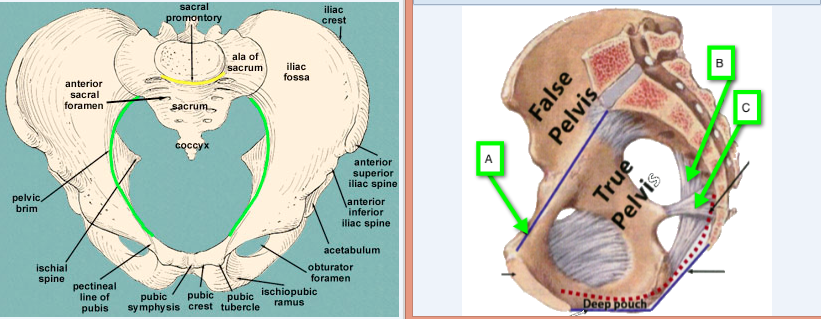 sacral
promontory
iliac
crest
ala of
sacrum
iliac
fossa
anterior
sacral
foramen
sacrum
coccyx
anterior
superior
iliac spine
pelvic
brim
anterior
inferior
iliac spine
acetabulum
ischial
spine
obturator
foramen
pectineal
line of
pubis
pubic
symphysis
pubic
crest
pubic
tubercle
ischiopubic
ramus
False
Pelvis
B
C
A
True
Pelvis
Deep pouch